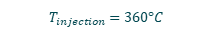 T_injection = 360°C